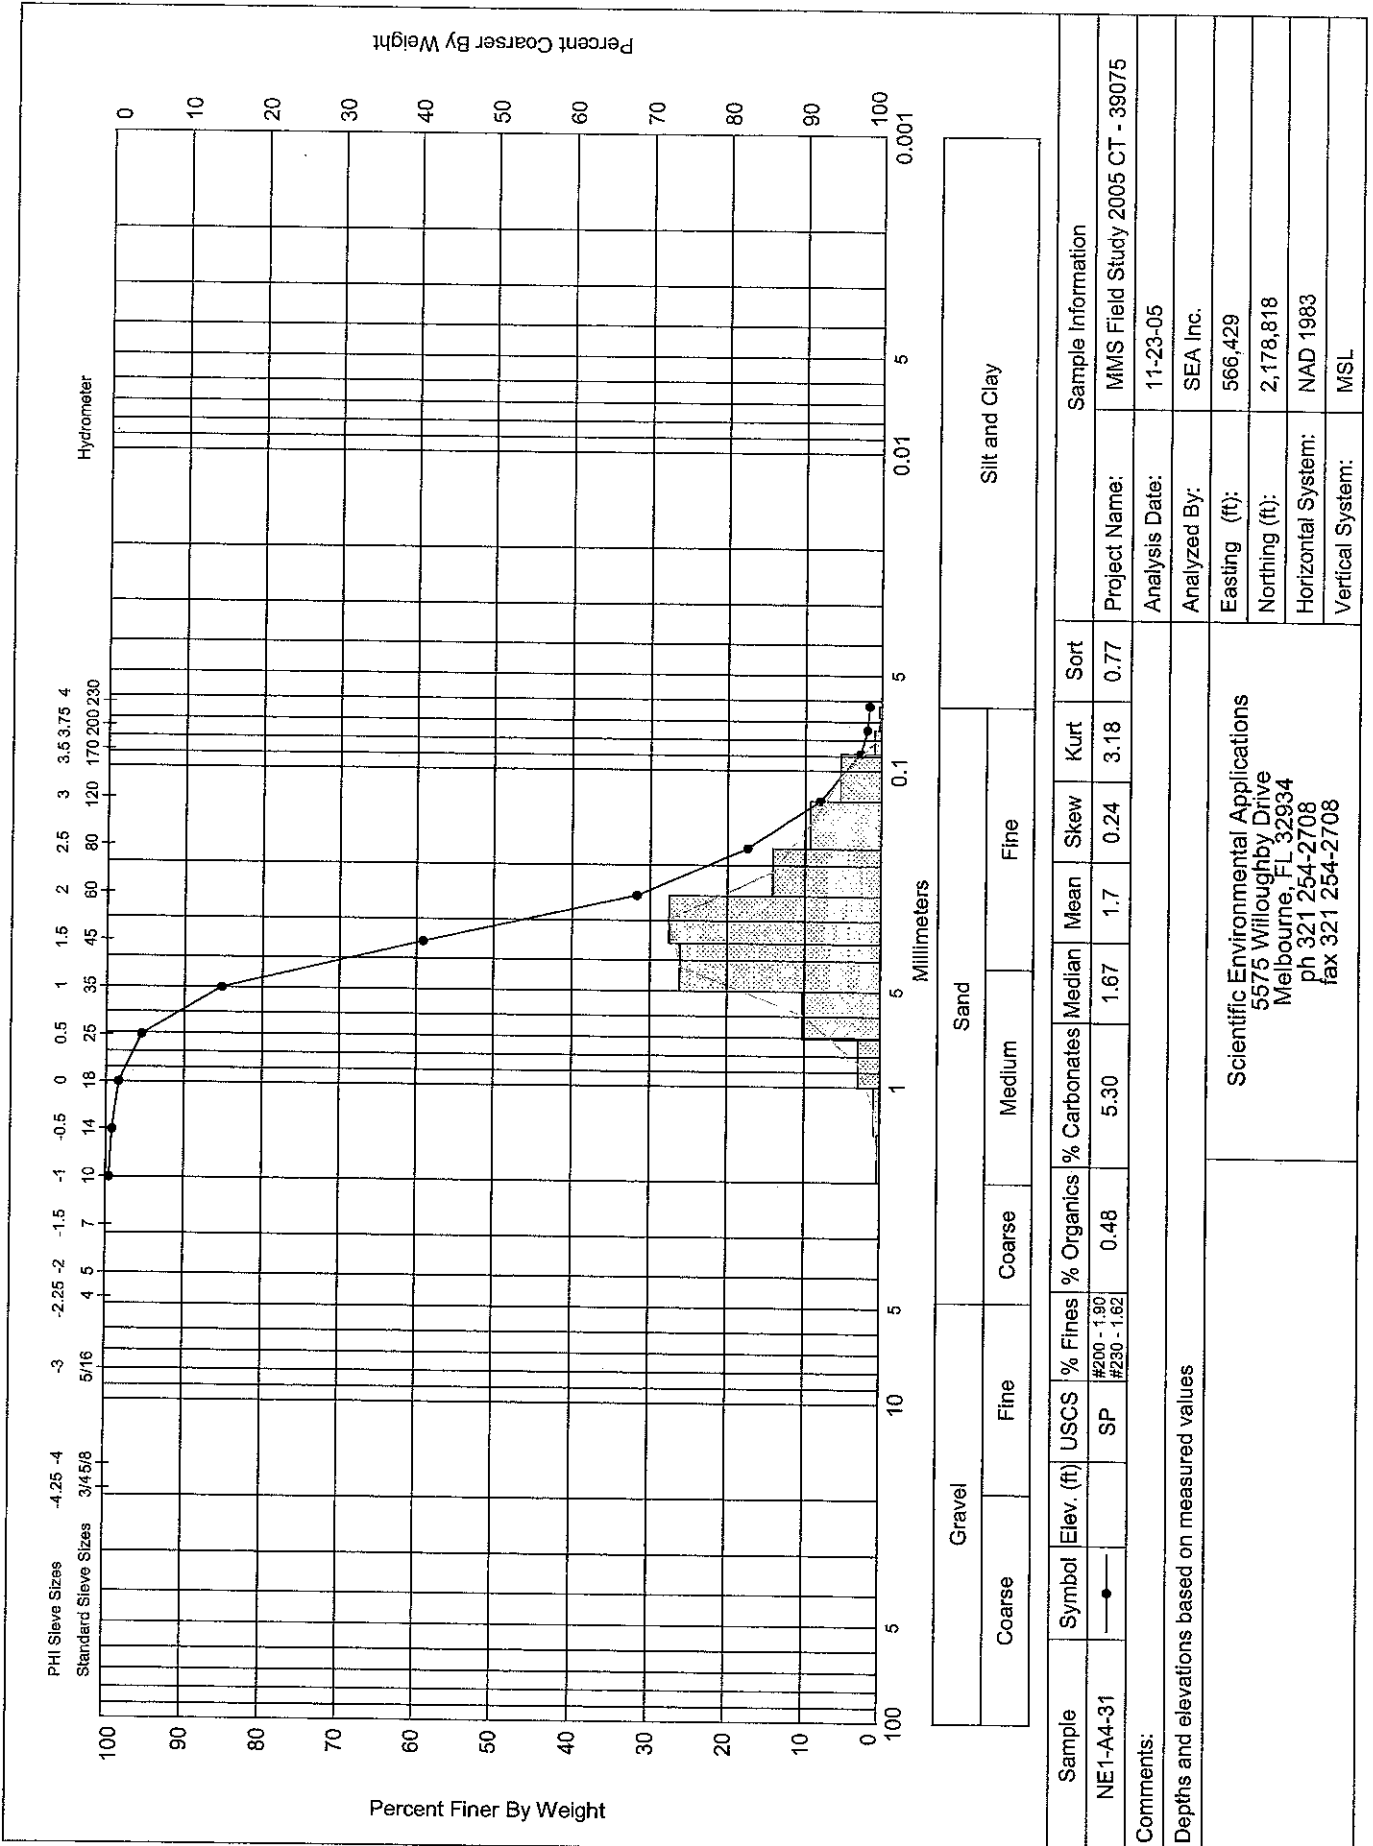 PHI Sieve Sizes -4.25 -4 -3 -2.25 -2 -1.5 -1 -0.5 0 0.5 1 1.5 2 2.5 3 3.5 3.75 4
Standard Sieve Sizes 3/4 5/8 5/16 4 5 7 10 14 18 25 35 45 60 80 120 170 200 230
Hydrometer
Percent Finer By Weight
100
90
80
70
60
50
40
30
20
10
0
Percent Coarser By Weight
0
10
20
30
40
50
60
70
80
90
100
100 5 10 5 1 5 0.1 5 0.01 5 0.001
Millimeters
Gravel Sand Silt and Clay
Coarse Fine Coarse Medium Fine
Sample Symbol Elev. (ft) USCS % Fines % Organics % Carbonates Median Mean Skew Kurt Sort
NE1-A4-31 SP #200 - 1.90 0.48 5.30 1.67 1.7 0.24 3.18 0.77
#230 - 1.62
Comments:
Depths and elevations based on measured values
Scientific Environmental Applications
5575 Willoughby Drive
Melbourne, FL 32934
ph 321 254-2708
fax 321 254-2708
Sample Information
Project Name: MMS Field Study 2005 CT - 39075
Analysis Date: 11-23-05
Analyzed By: SEA Inc.
Easting (ft): 566,429
Northing (ft): 2,178,818
Horizontal System: NAD 1983
Vertical System: MSL